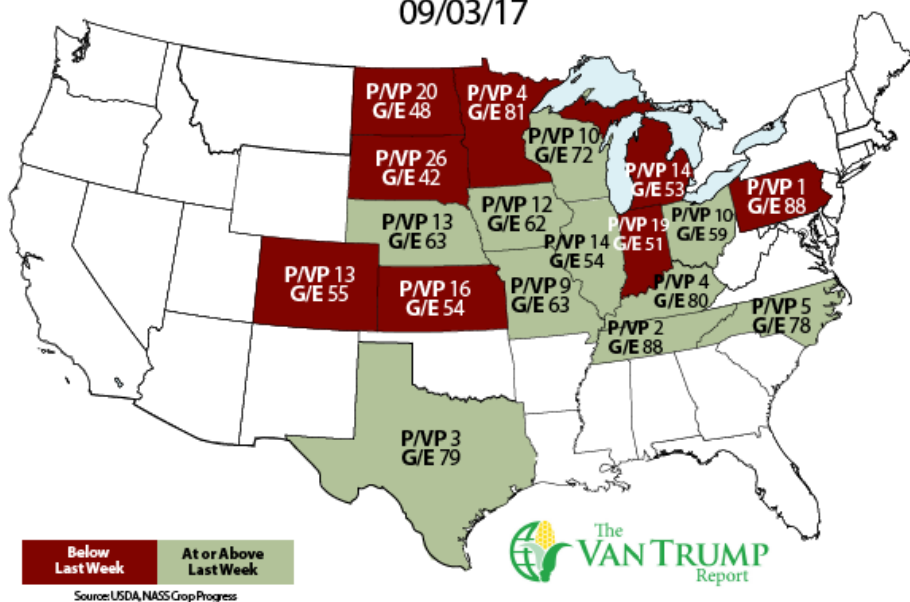 09/03/17
P/VP 20
G/E 48
P/VP 4
G/E 81
P/VP 10
G/E 72
P/VP 14
G/E 53
P/VP 1
G/E 88
P/VP 26
G/E 42
P/VP 13
G/E 63
P/VP 12
G/E 62
P/VP 14
G/E 54
P/VP 19
G/E 51
P/VP 10
G/E 59
P/VP 13
G/E 55
P/VP 16
G/E 54
P/VP 9
G/E 63
P/VP 4
G/E 80
P/VP 2
G/E 88
P/VP 5
G/E 78
P/VP 3
G/E 79
Below
Last Week
At or Above
Last Week
Source: USDA, NASS Crop Progress
The
VAN TRUMP
Report